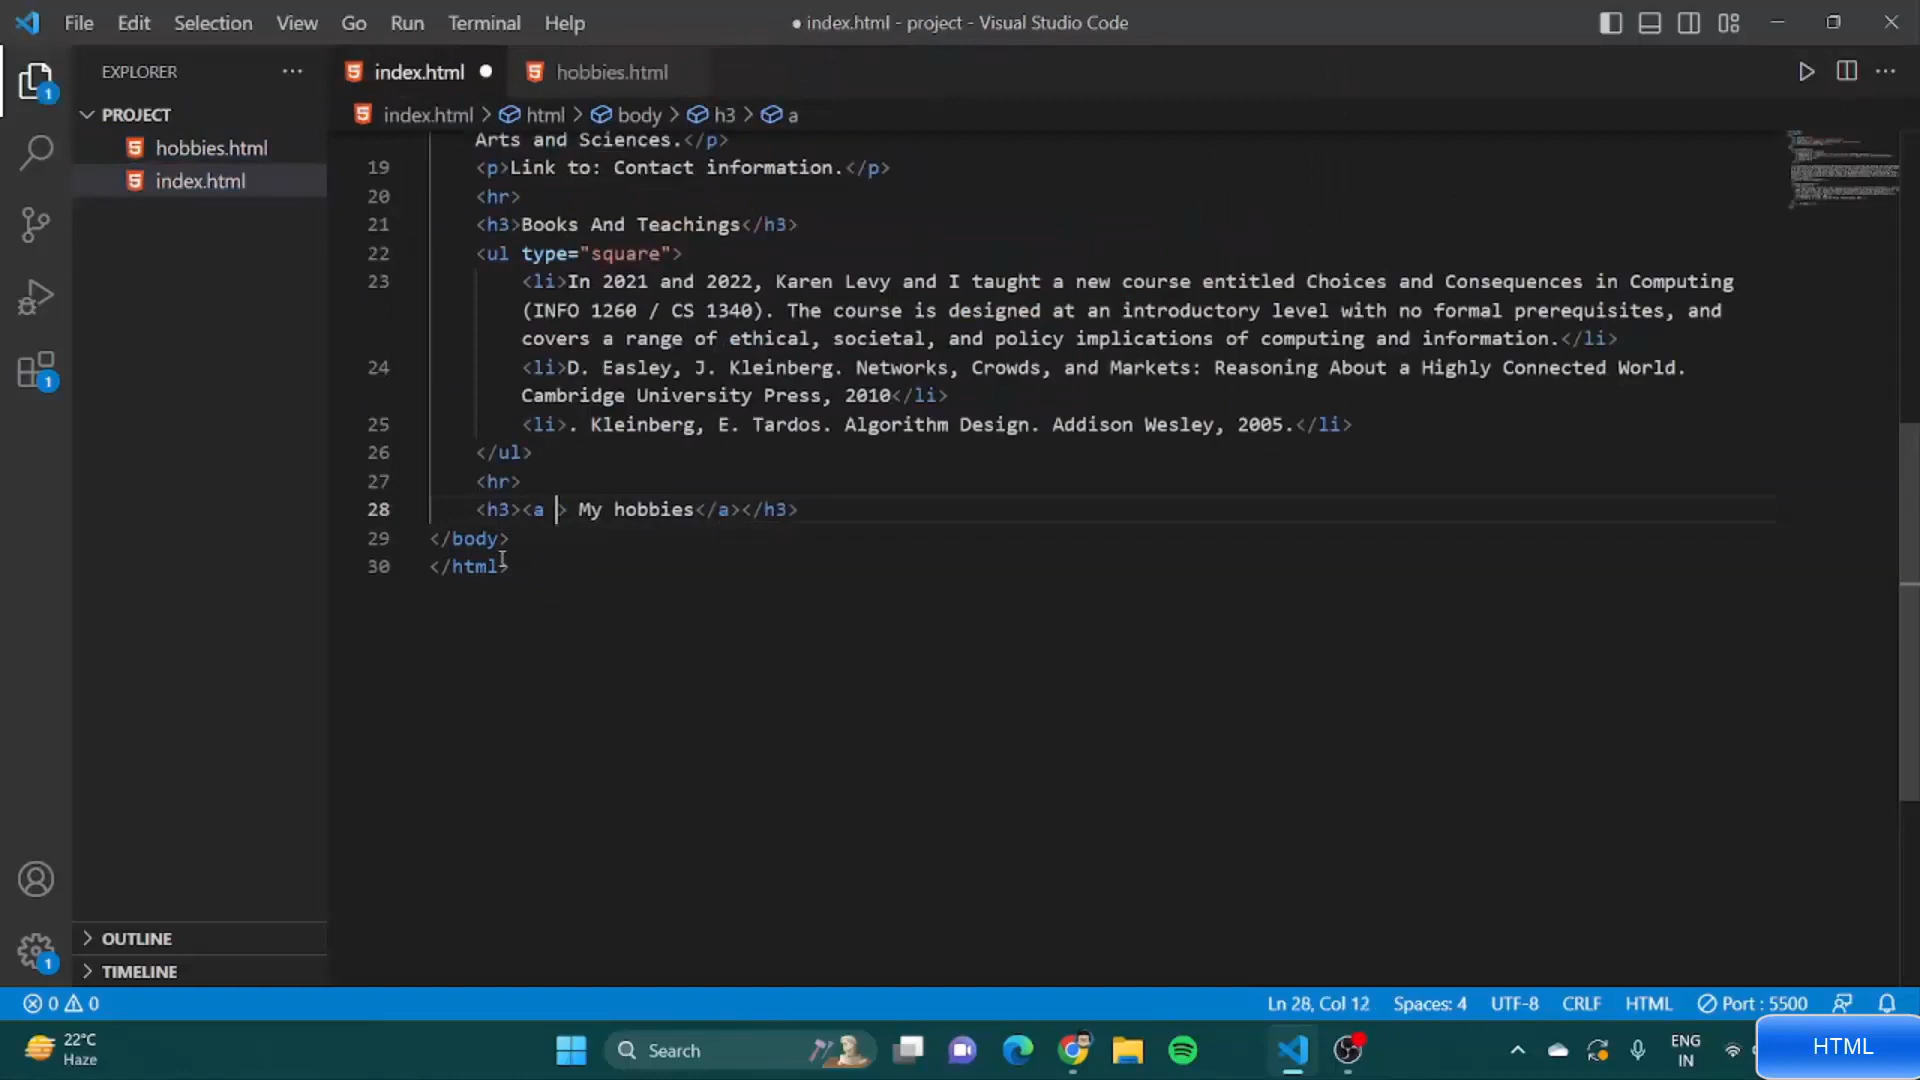 File Edit Selection View Go Run Terminal Help
● index.html - project - Visual Studio Code
EXPLORER
1
PROJECT
hobbies.html
index.html
1
index.html
hobbies.html
index.html > html > body > h3 > a
Arts and Sciences.</p>
19 <p>Link to: Contact information.</p>
20 <hr>
21 <h3>Books And Teachings</h3>
22 <ul type="square">
23 <li>In 2021 and 2022, Karen Levy and I taught a new course entitled Choices and Consequences in Computing
(INFO 1260 / CS 1340). The course is designed at an introductory level with no formal prerequisites, and
covers a range of ethical, societal, and policy implications of computing and information.</li>
24 <li>D. Easley, J. Kleinberg. Networks, Crowds, and Markets: Reasoning About a Highly Connected World.
Cambridge University Press, 2010</li>
25 <li>. Kleinberg, E. Tardos. Algorithm Design. Addison Wesley, 2005.</li>
26 </ul>
27 <hr>
28 <h3><a > My hobbies</a></h3>
29 </body>
30 </html>
OUTLINE
1
TIMELINE
0 0
Ln 28, Col 12 Spaces: 4 UTF-8 CRLF HTML Port : 5500
22°C
Haze
Search
ENG
IN
HTML